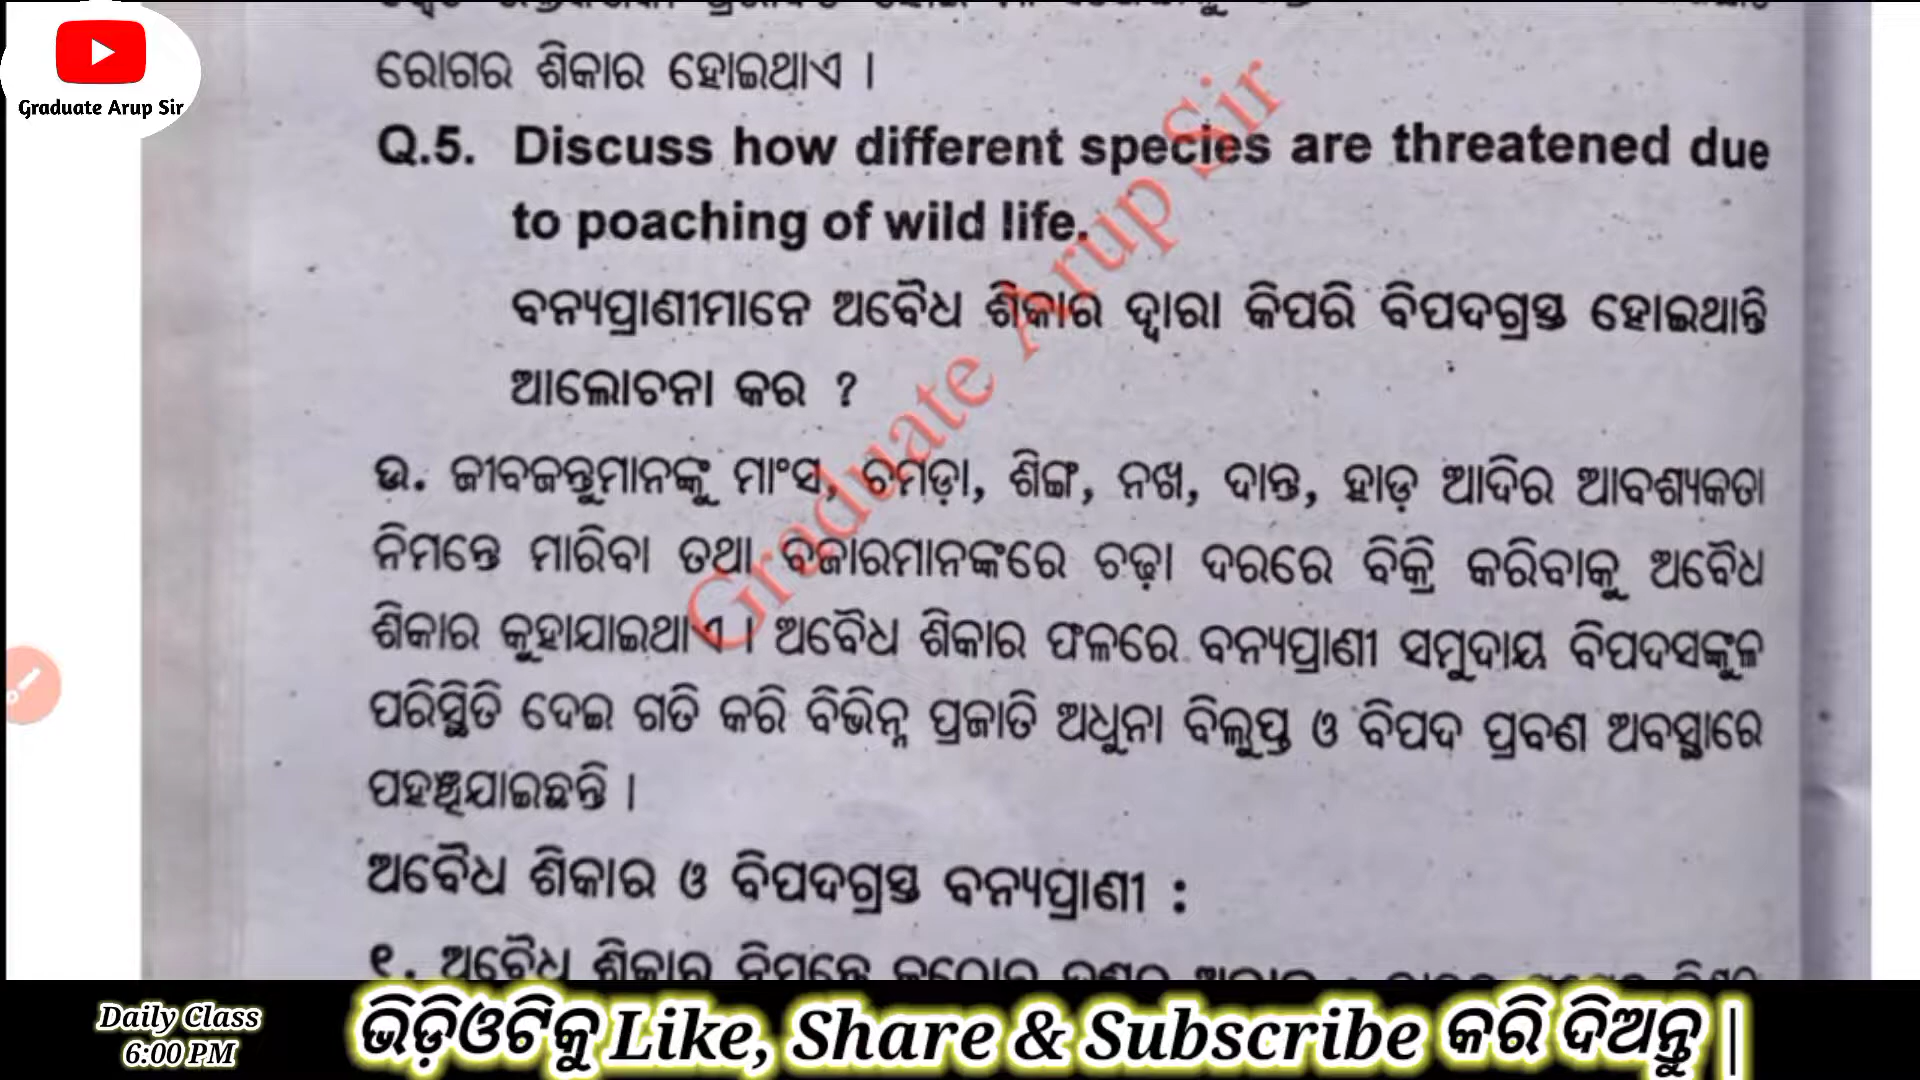 Graduate Arup Sir
ରୋଗର ଶିକାର ହୋଇଥାଏ ।
Q.5. Discuss how different species are threatened due
to poaching of wild life.
ବନ୍ୟପ୍ରାଣୀମାନେ ଅବୈଧ ଶିକାର ଦ୍ଵାରା କିପରି ବିପଦଗ୍ରସ୍ତ ହୋଇଥାନ୍ତି
ଆଲୋଚନା କର ?
ଉ. ଜୀବଜନ୍ତୁମାନଙ୍କୁ ମାଂସ, ଚମଡ଼ା, ଶିଙ୍ଗ, ନଖ, ଦାନ୍ତ, ହାଡ଼ ଆଦିର ଆବଶ୍ୟକତା
ନିମନ୍ତେ ମାରିବା ତଥା ବଜାରମାନଙ୍କରେ ଚଢ଼ା ଦରରେ ବିକ୍ରି କରିବାକୁ ଅବୈଧ
ଶିକାର କୁହାଯାଇଥାଏ । ଅବୈଧ ଶିକାର ଫଳରେ ବନ୍ୟପ୍ରାଣୀ ସମୁଦାୟ ବିପଦସଙ୍କୁଳ
ପରିସ୍ଥିତି ଦେଇ ଗତି କରି ବିଭିନ୍ନ ପ୍ରଜାତି ଅଧୁନା ବିଲୁପ୍ତ ଓ ବିପଦ ପ୍ରବଣ ଅବସ୍ଥାରେ
ପହଞ୍ଚିଯାଇଛନ୍ତି ।
ଅବୈଧ ଶିକାର ଓ ବିପଦଗ୍ରସ୍ତ ବନ୍ୟପ୍ରାଣୀ :
୧. ଅବୈଧ ଶିକାର ନିମନ୍ତେ
Graduate Arup Sir
Daily Class
6:00 PM
ଭିଡ଼ିଓଟିକୁ Like, Share & Subscribe କରି ଦିଅନ୍ତୁ |